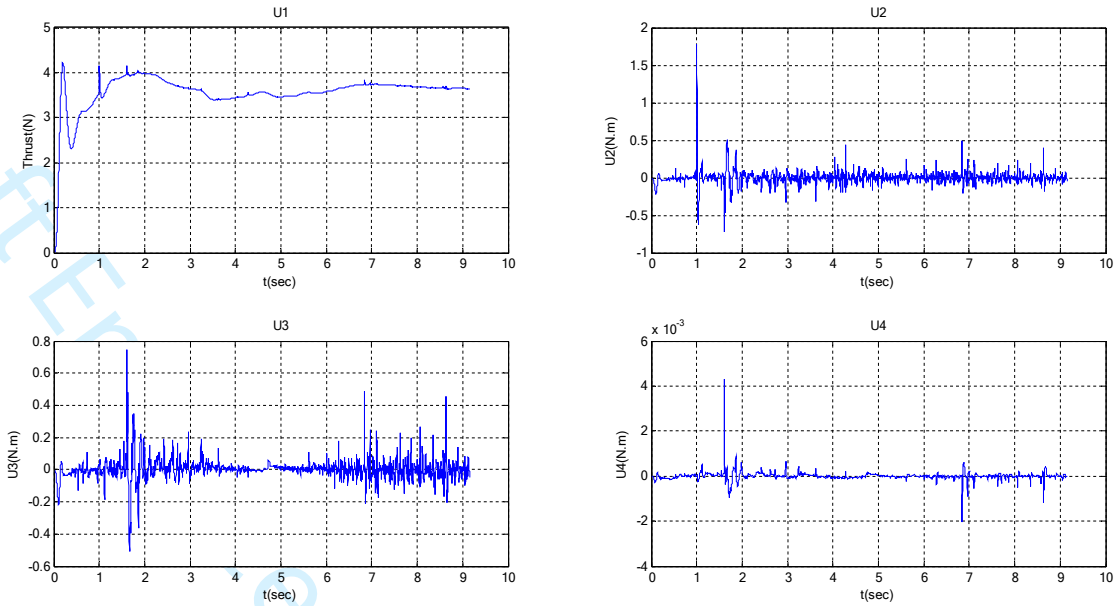 U1
Thrust(N)
5
4
3
2
1
0
0 1 2 3 4 5 6 7 8 9 10
t(sec)
U2
U2(N.m)
2
1.5
1
0.5
0
-0.5
-1
0 1 2 3 4 5 6 7 8 9 10
t(sec)
U3
U3(N.m)
0.8
0.6
0.4
0.2
0
-0.2
-0.4
-0.6
0 1 2 3 4 5 6 7 8 9 10
t(sec)
x 10⁻³
U4
U4(N.m)
6
4
2
0
-2
-4
0 1 2 3 4 5 6 7 8 9 10
t(sec)